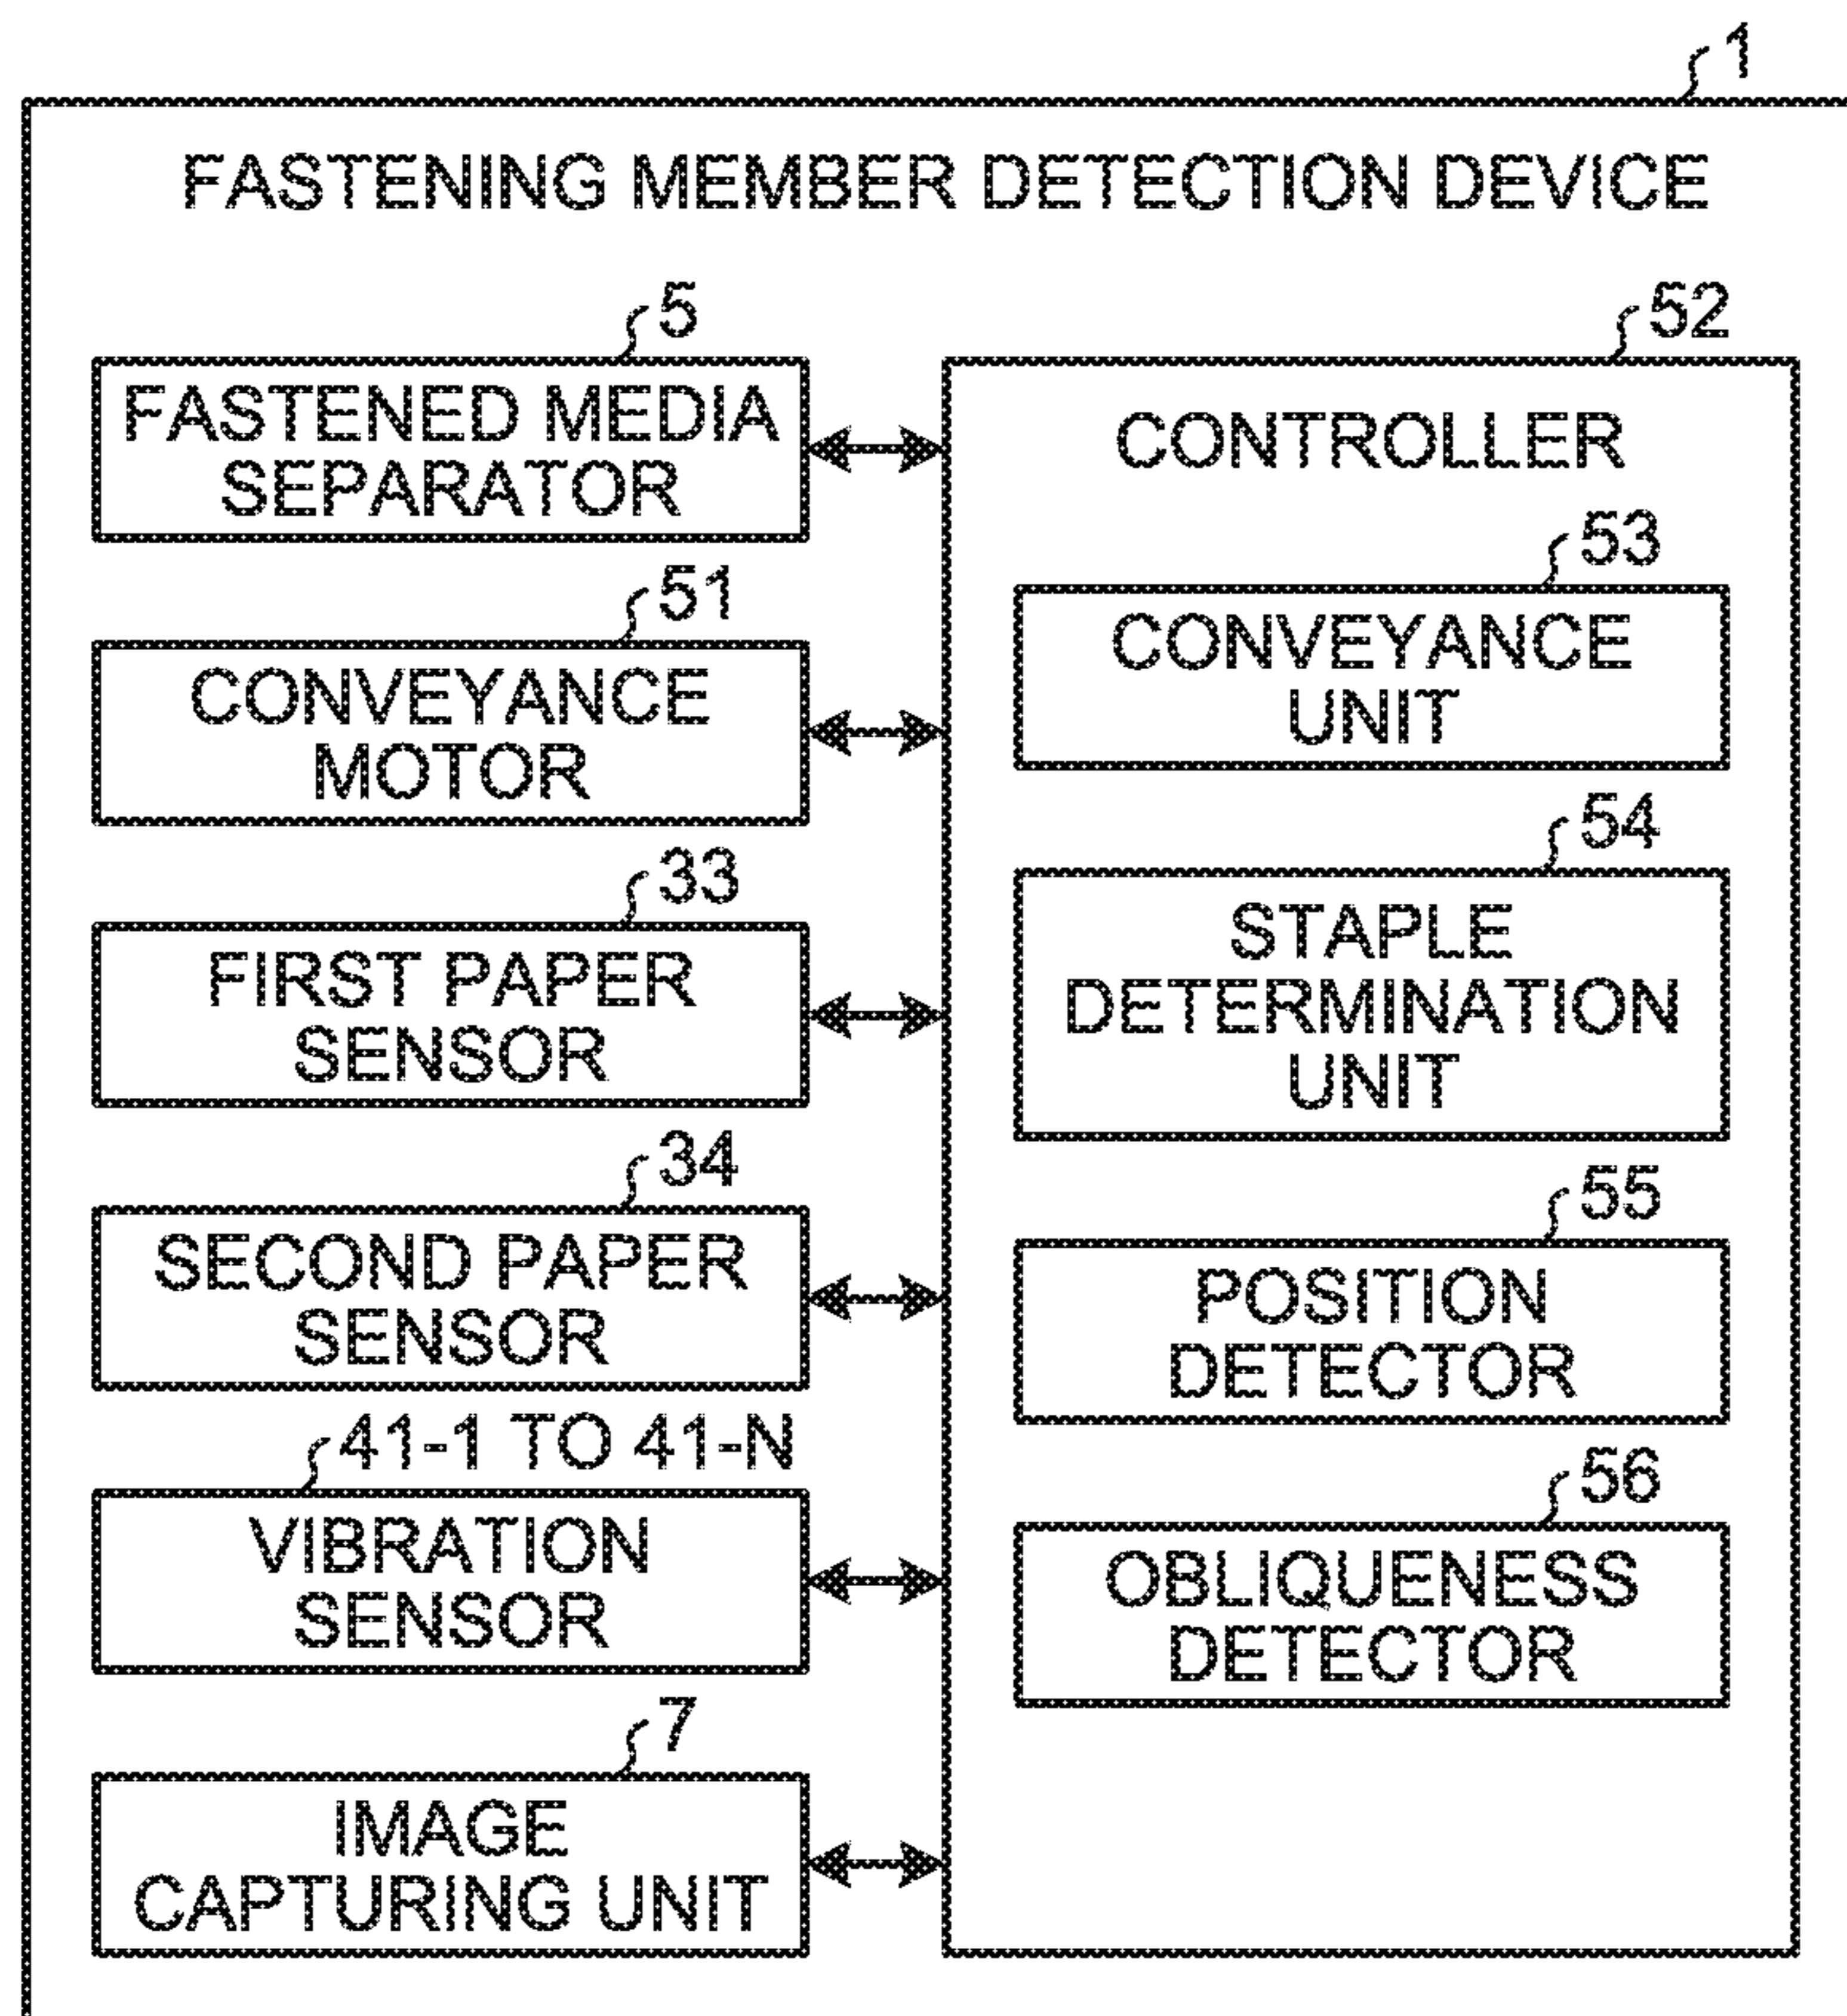 1
FASTENING MEMBER DETECTION DEVICE
5
FASTENED MEDIA
SEPARATOR
51
CONVEYANCE
MOTOR
33
FIRST PAPER
SENSOR
34
SECOND PAPER
SENSOR
41-1 TO 41-N
VIBRATION
SENSOR
7
IMAGE
CAPTURING UNIT
52
CONTROLLER
53
CONVEYANCE
UNIT
54
STAPLE
DETERMINATION
UNIT
55
POSITION
DETECTOR
56
OBLIQUENESS
DETECTOR